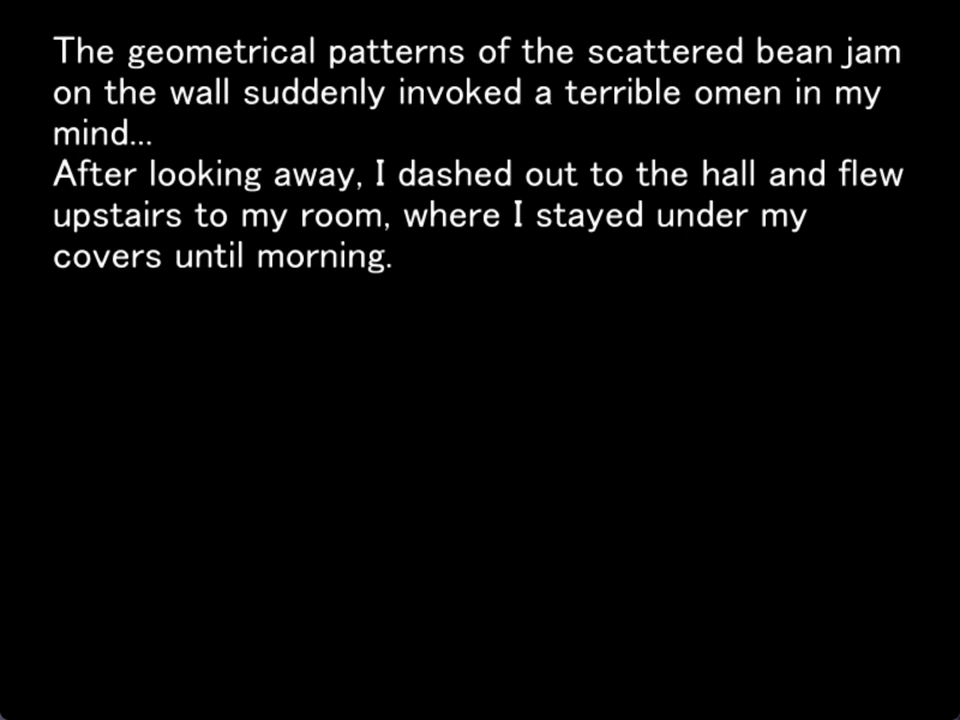 The geometrical patterns of the scattered bean jam
on the wall suddenly invoked a terrible omen in my
mind...
After looking away, I dashed out to the hall and flew
upstairs to my room, where I stayed under my
covers until morning.